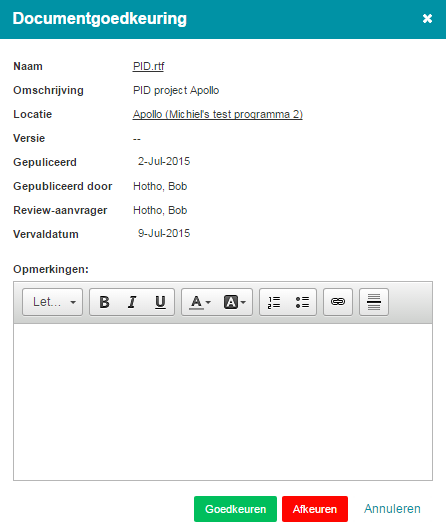 Documentgoedkeuring ×
Naam PID.rtf
Omschrijving PID project Apollo
Locatie Apollo (Michiel's test programma 2)
Versie --
Gepuliceerd 2-Jul-2015
Gepubliceerd door Hotho, Bob
Review-aanvrager Hotho, Bob
Vervaldatum 9-Jul-2015
Opmerkingen:
Let... B I U A A
Goedkeuren Afkeuren Annuleren